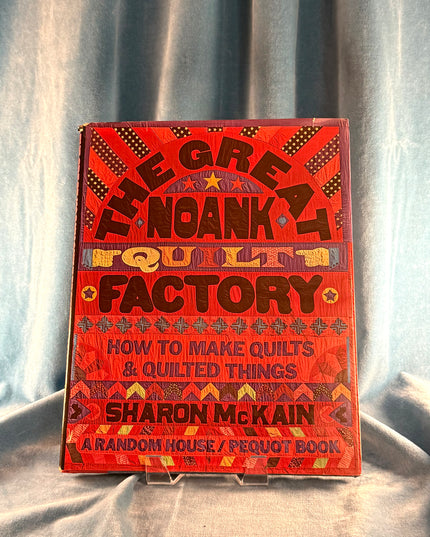 THE GREAT
NOANK
QUILT
FACTORY
HOW TO MAKE QUILTS
& QUILTED THINGS
SHARON McKAIN
A RANDOM HOUSE / PEQUOT BOOK